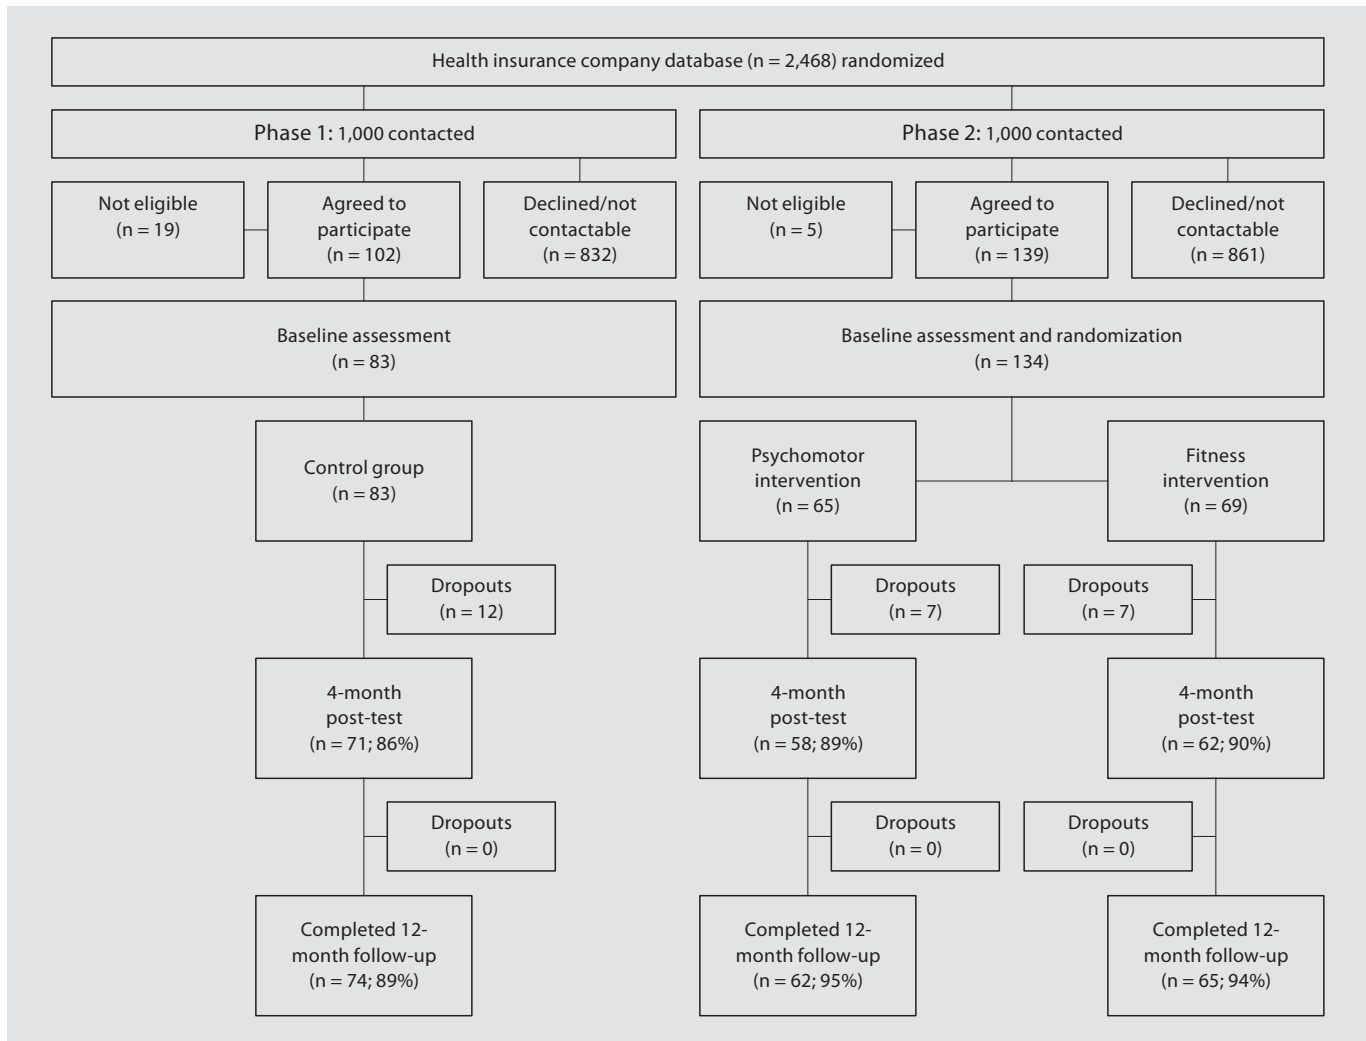 Health insurance company database (n = 2,468) randomized
Phase 1: 1,000 contacted
Phase 2: 1,000 contacted
Not eligible
(n = 19)
Agreed to
participate
(n = 102)
Declined/not
contactable
(n = 832)
Not eligible
(n = 5)
Agreed to
participate
(n = 139)
Declined/not
contactable
(n = 861)
Baseline assessment
(n = 83)
Baseline assessment and randomization
(n = 134)
Control group
(n = 83)
Psychomotor
intervention
(n = 65)
Fitness
intervention
(n = 69)
Dropouts
(n = 12)
Dropouts
(n = 7)
Dropouts
(n = 7)
4-month
post-test
(n = 71; 86%)
4-month
post-test
(n = 58; 89%)
4-month
post-test
(n = 62; 90%)
Dropouts
(n = 0)
Dropouts
(n = 0)
Dropouts
(n = 0)
Completed 12-
month follow-up
(n = 74; 89%)
Completed 12-
month follow-up
(n = 62; 95%)
Completed 12-
month follow-up
(n = 65; 94%)